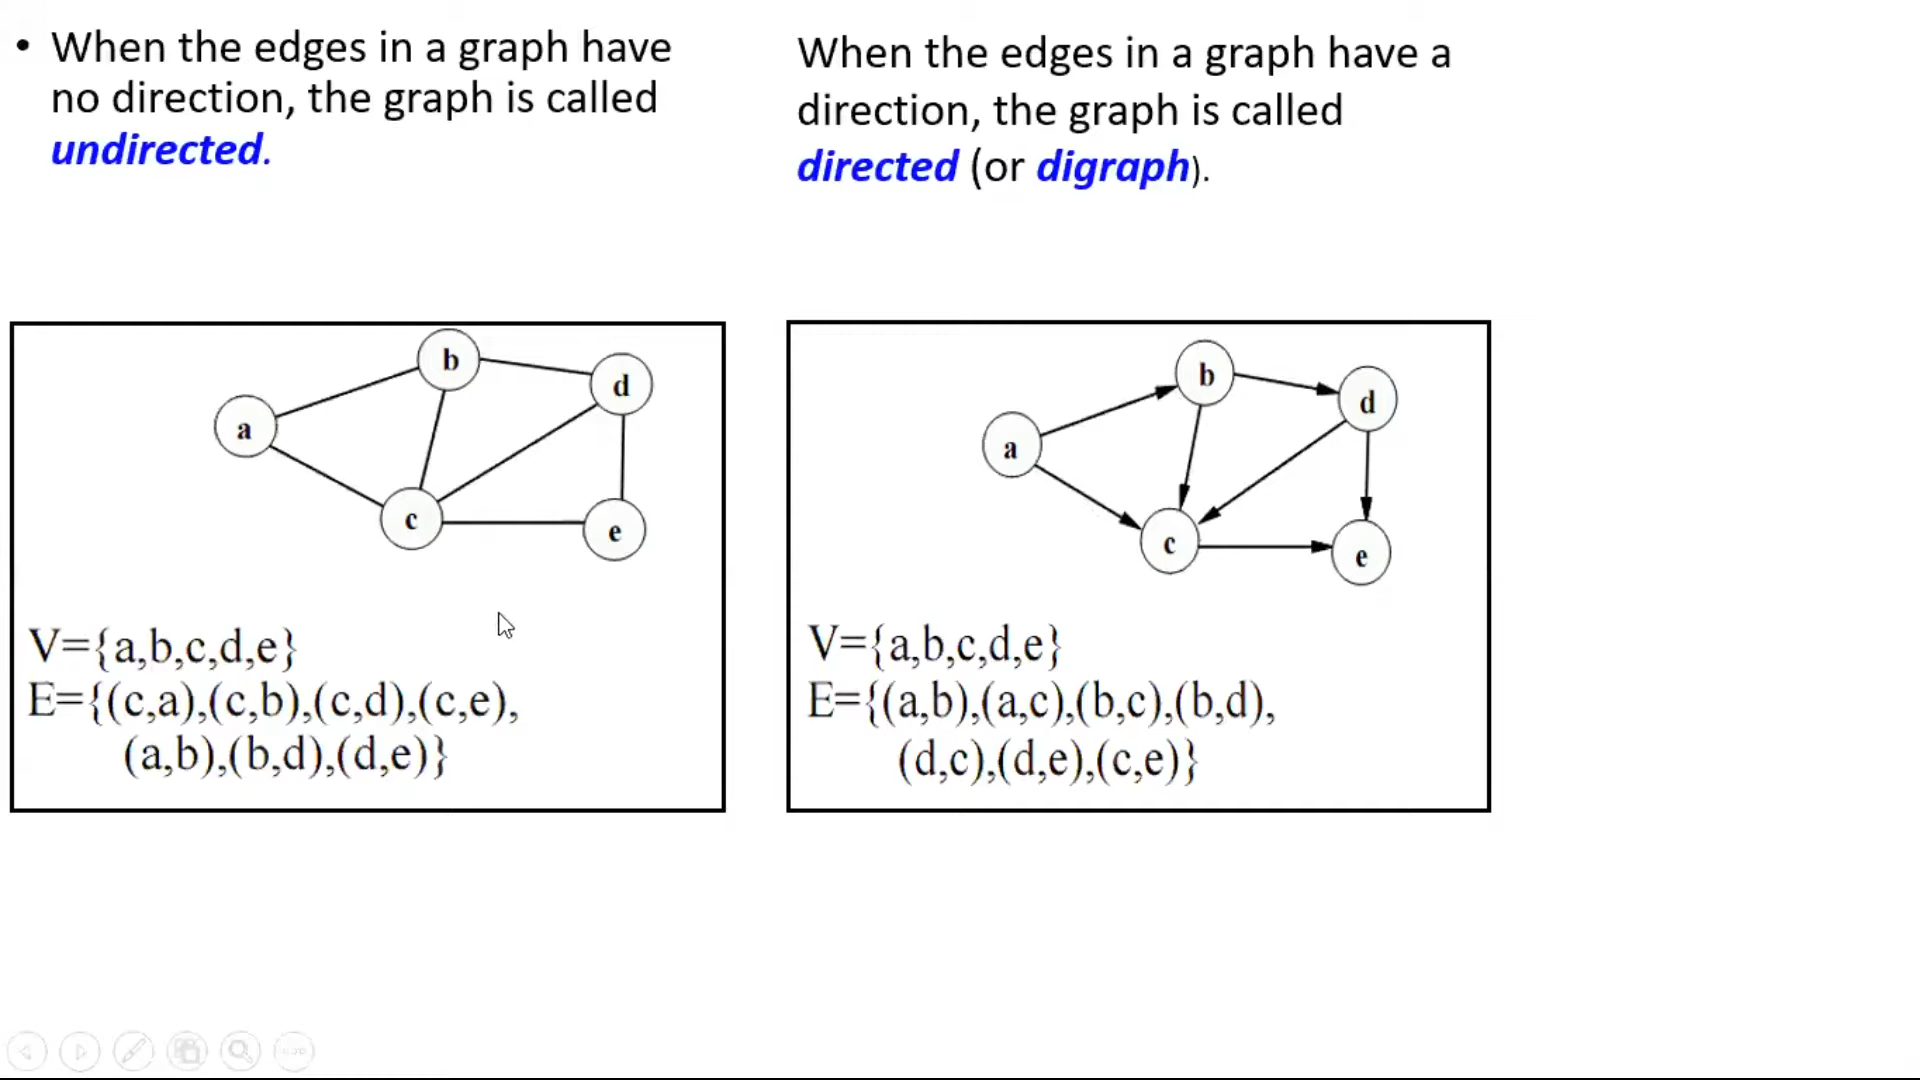 • When the edges in a graph have
no direction, the graph is called
undirected.
When the edges in a graph have a
direction, the graph is called
directed (or digraph).
b
d
a
c
e
V={a,b,c,d,e}
E={(c,a),(c,b),(c,d),(c,e),
(a,b),(b,d),(d,e)}
b
d
a
c
e
V={a,b,c,d,e}
E={(a,b),(a,c),(b,c),(b,d),
(d,c),(d,e),(c,e)}